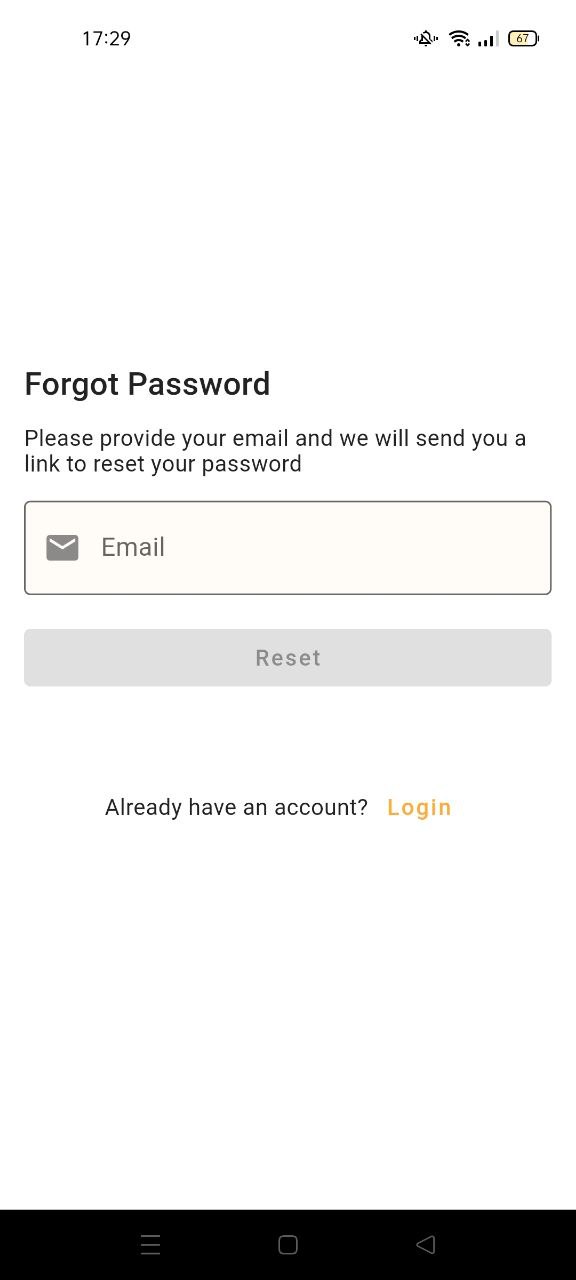 17:29
67
Forgot Password
Please provide your email and we will send you a
link to reset your password
Email
Reset
Already have an account? Login